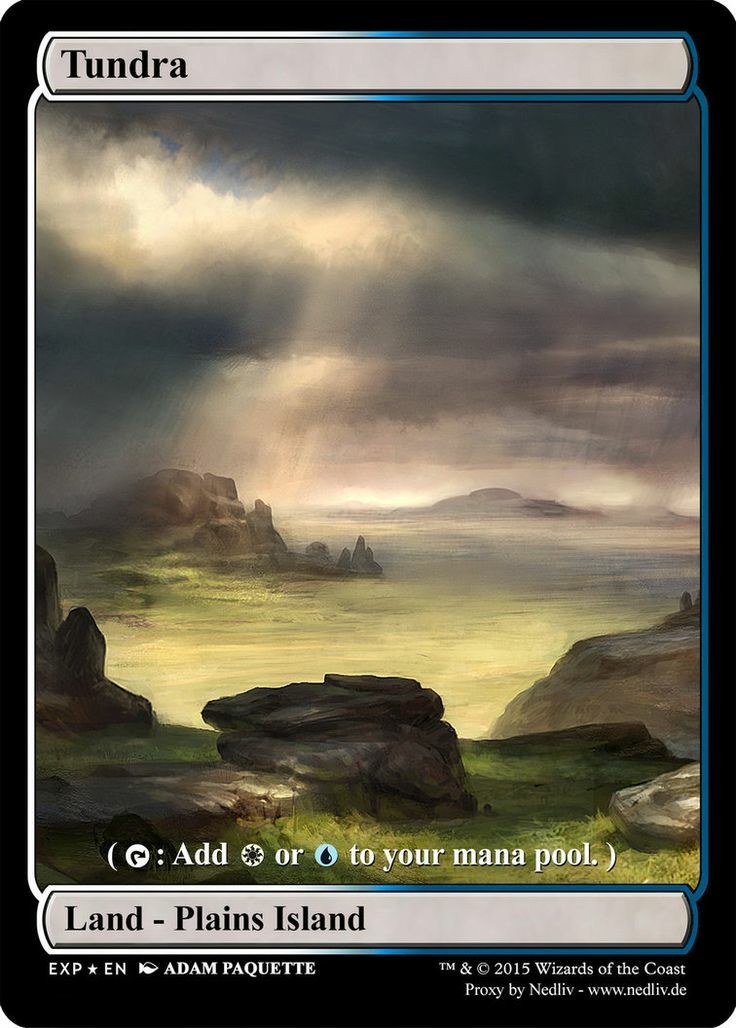 Tundra
( : Add or to your mana pool. )
Land - Plains Island
EXP ★ EN ADAM PAQUETTE
™ & © 2015 Wizards of the Coast
Proxy by Nedliv - www.nedliv.de